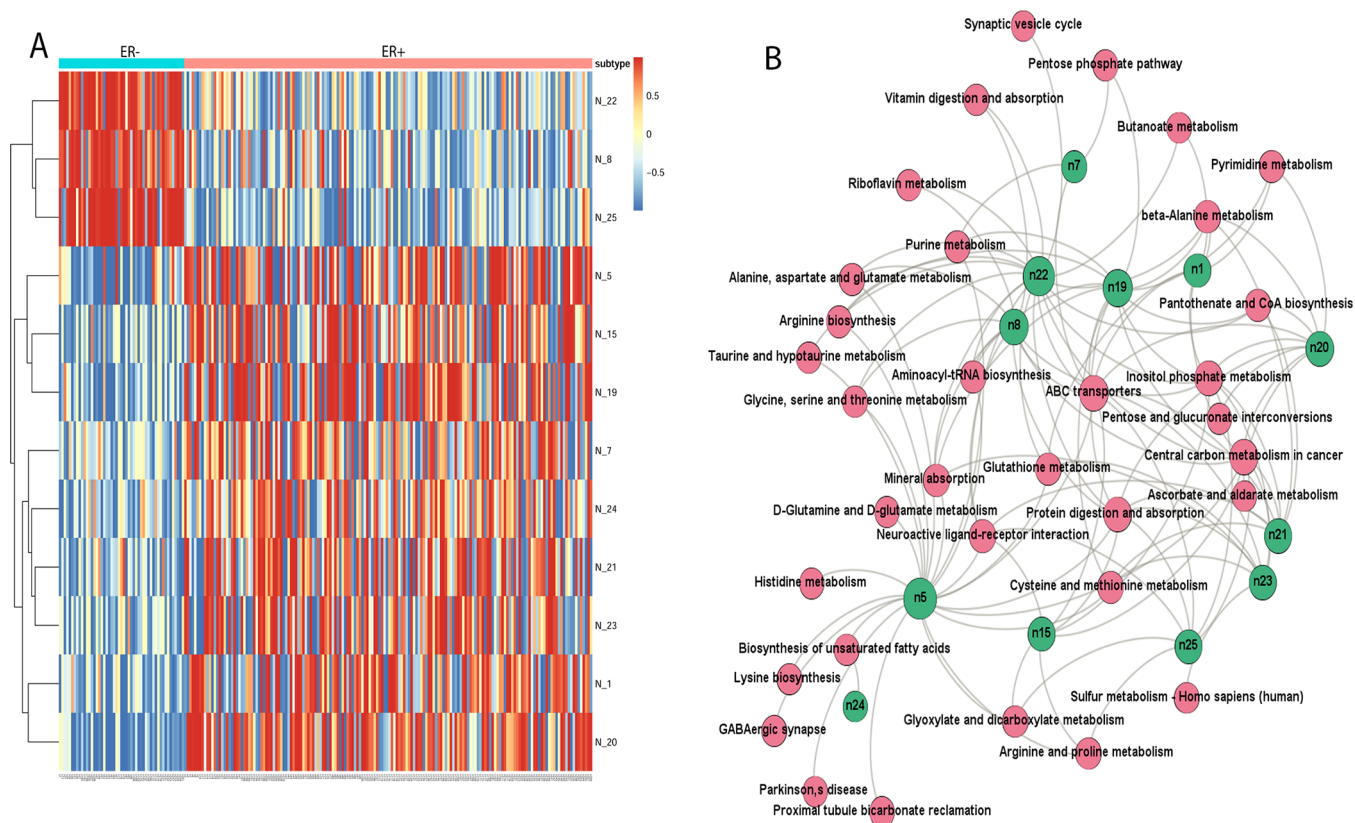 A
ER-
ER+
subtype
0.5
0
−0.5
N_22
N_8
N_25
N_5
N_15
N_19
N_7
N_24
N_21
N_23
N_1
N_20
B
Synaptic vesicle cycle
Pentose phosphate pathway
Vitamin digestion and absorption
Butanoate metabolism
n7
Pyrimidine metabolism
Riboflavin metabolism
beta-Alanine metabolism
Purine metabolism
n22
n19
n1
Alanine, aspartate and glutamate metabolism
Pantothenate and CoA biosynthesis
Arginine biosynthesis
n8
n20
Taurine and hypotaurine metabolism
Aminoacyl-tRNA biosynthesis
Inositol phosphate metabolism
ABC transporters
Glycine, serine and threonine metabolism
Pentose and glucuronate interconversions
Central carbon metabolism in cancer
Glutathione metabolism
Mineral absorption
Ascorbate and aldarate metabolism
D-Glutamine and D-glutamate metabolism
Protein digestion and absorption
Neuroactive ligand-receptor interaction
n21
Histidine metabolism
Cysteine and methionine metabolism
n23
n5
n15
n25
Biosynthesis of unsaturated fatty acids
Lysine biosynthesis
Sulfur metabolism - Homo sapiens (human)
n24
Glyoxylate and dicarboxylate metabolism
GABAergic synapse
Arginine and proline metabolism
Parkinson,s disease
Proximal tubule bicarbonate reclamation